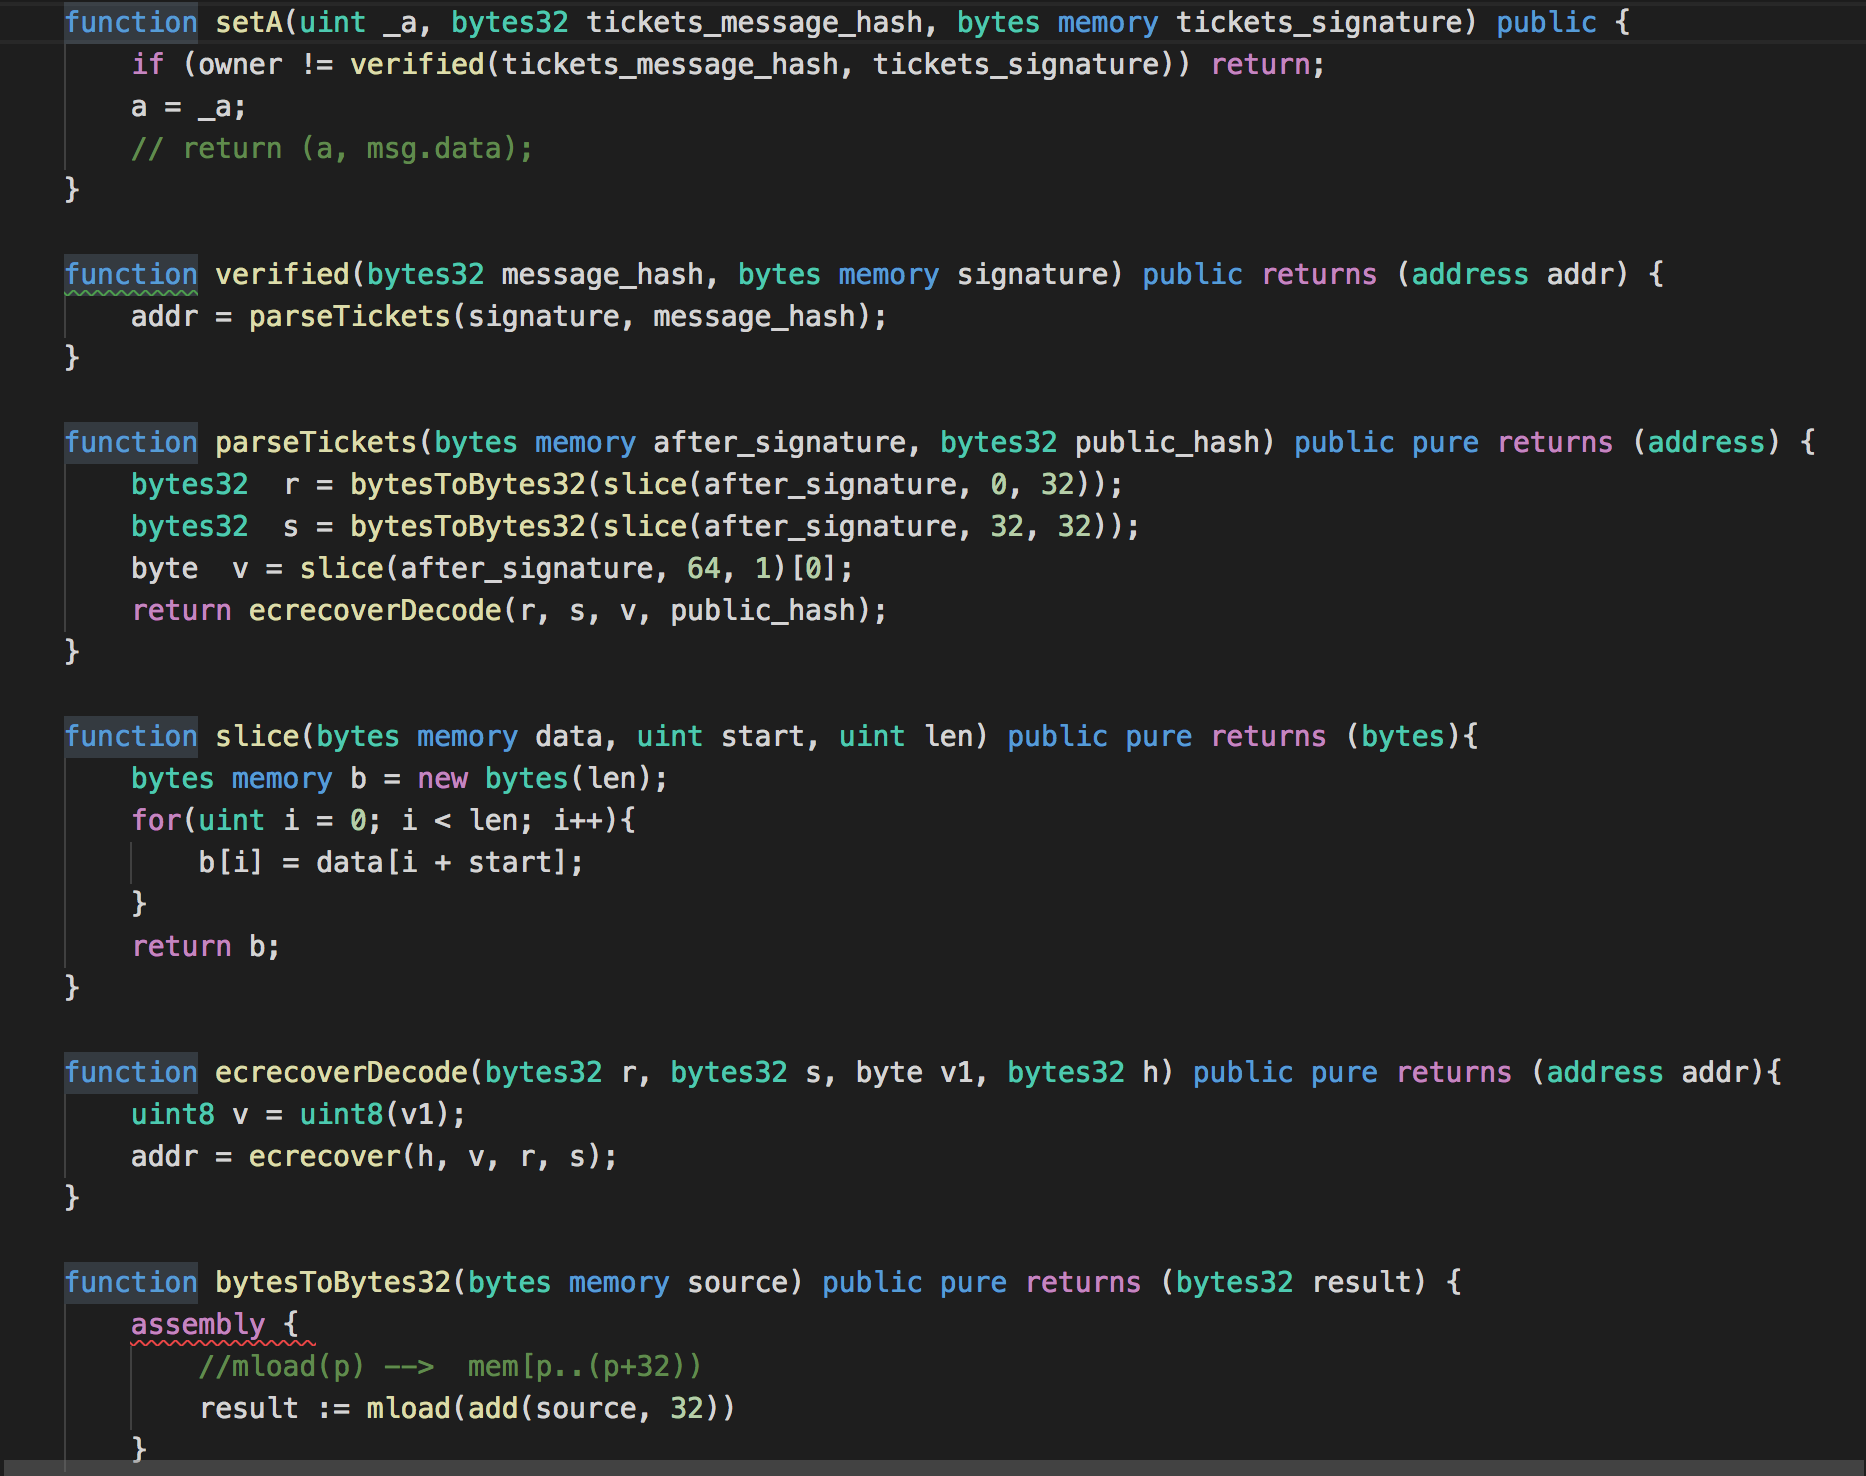 function setA(uint _a, bytes32 tickets_message_hash, bytes memory tickets_signature) public {
    if (owner != verified(tickets_message_hash, tickets_signature)) return;
    a = _a;
    // return (a, msg.data);
}

function verified(bytes32 message_hash, bytes memory signature) public returns (address addr) {
    addr = parseTickets(signature, message_hash);
}

function parseTickets(bytes memory after_signature, bytes32 public_hash) public pure returns (address) {
    bytes32  r = bytesToBytes32(slice(after_signature, 0, 32));
    bytes32  s = bytesToBytes32(slice(after_signature, 32, 32));
    byte  v = slice(after_signature, 64, 1)[0];
    return ecrecoverDecode(r, s, v, public_hash);
}

function slice(bytes memory data, uint start, uint len) public pure returns (bytes){
    bytes memory b = new bytes(len);
    for(uint i = 0; i < len; i++){
        b[i] = data[i + start];
    }
    return b;
}

function ecrecoverDecode(bytes32 r, bytes32 s, byte v1, bytes32 h) public pure returns (address addr){
    uint8 v = uint8(v1);
    addr = ecrecover(h, v, r, s);
}

function bytesToBytes32(bytes memory source) public pure returns (bytes32 result) {
    assembly {
        //mload(p) -->  mem[p..(p+32))
        result := mload(add(source, 32))
    }